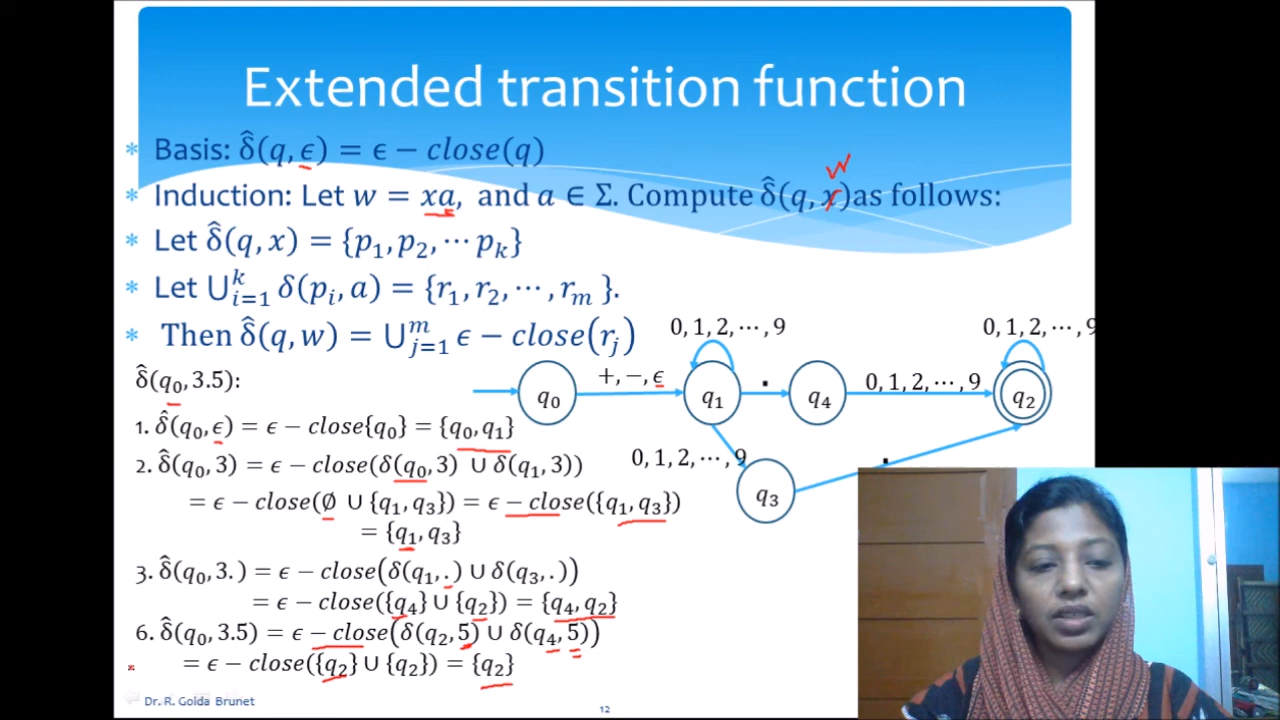 Extended transition function
* Basis: δ̂(q, ϵ) = ϵ − close(q)
W
* Induction: Let w = xa, and a ∈ Σ. Compute δ̂(q, x)as follows:
* Let δ̂(q, x) = {p₁, p₂, ⋯ pₖ}
* Let ⋃ᵢ₌₁ᵏ δ(pᵢ, a) = {r₁, r₂, ⋯ , rₘ }.
* Then δ̂(q, w) = ⋃ⱼ₌₁ᵐ ϵ − close(rⱼ)
δ̂(q₀, 3.5):
1. δ̂(q₀, ϵ) = ϵ − close{q₀} = {q₀, q₁}
2. δ̂(q₀, 3) = ϵ − close(δ(q₀, 3) ∪ δ(q₁, 3))
= ϵ − close(∅ ∪ {q₁, q₃}) = ϵ − close({q₁, q₃})
= {q₁, q₃}
3. δ̂(q₀, 3.) = ϵ − close(δ(q₁, .) ∪ δ(q₃, .))
= ϵ − close({q₄} ∪ {q₂}) = {q₄, q₂}
6. δ̂(q₀, 3.5) = ϵ − close(δ(q₂, 5) ∪ δ(q₄, 5))
= ϵ − close({q₂} ∪ {q₂}) = {q₂}
0, 1, 2, ⋯ , 9
0, 1, 2, ⋯ , 9
+, −, ϵ
.
0, 1, 2, ⋯ , 9
q₀
q₁
q₄
q₂
0, 1, 2, ⋯ , 9
.
q₃
Dr. R. Golda Brunet
12